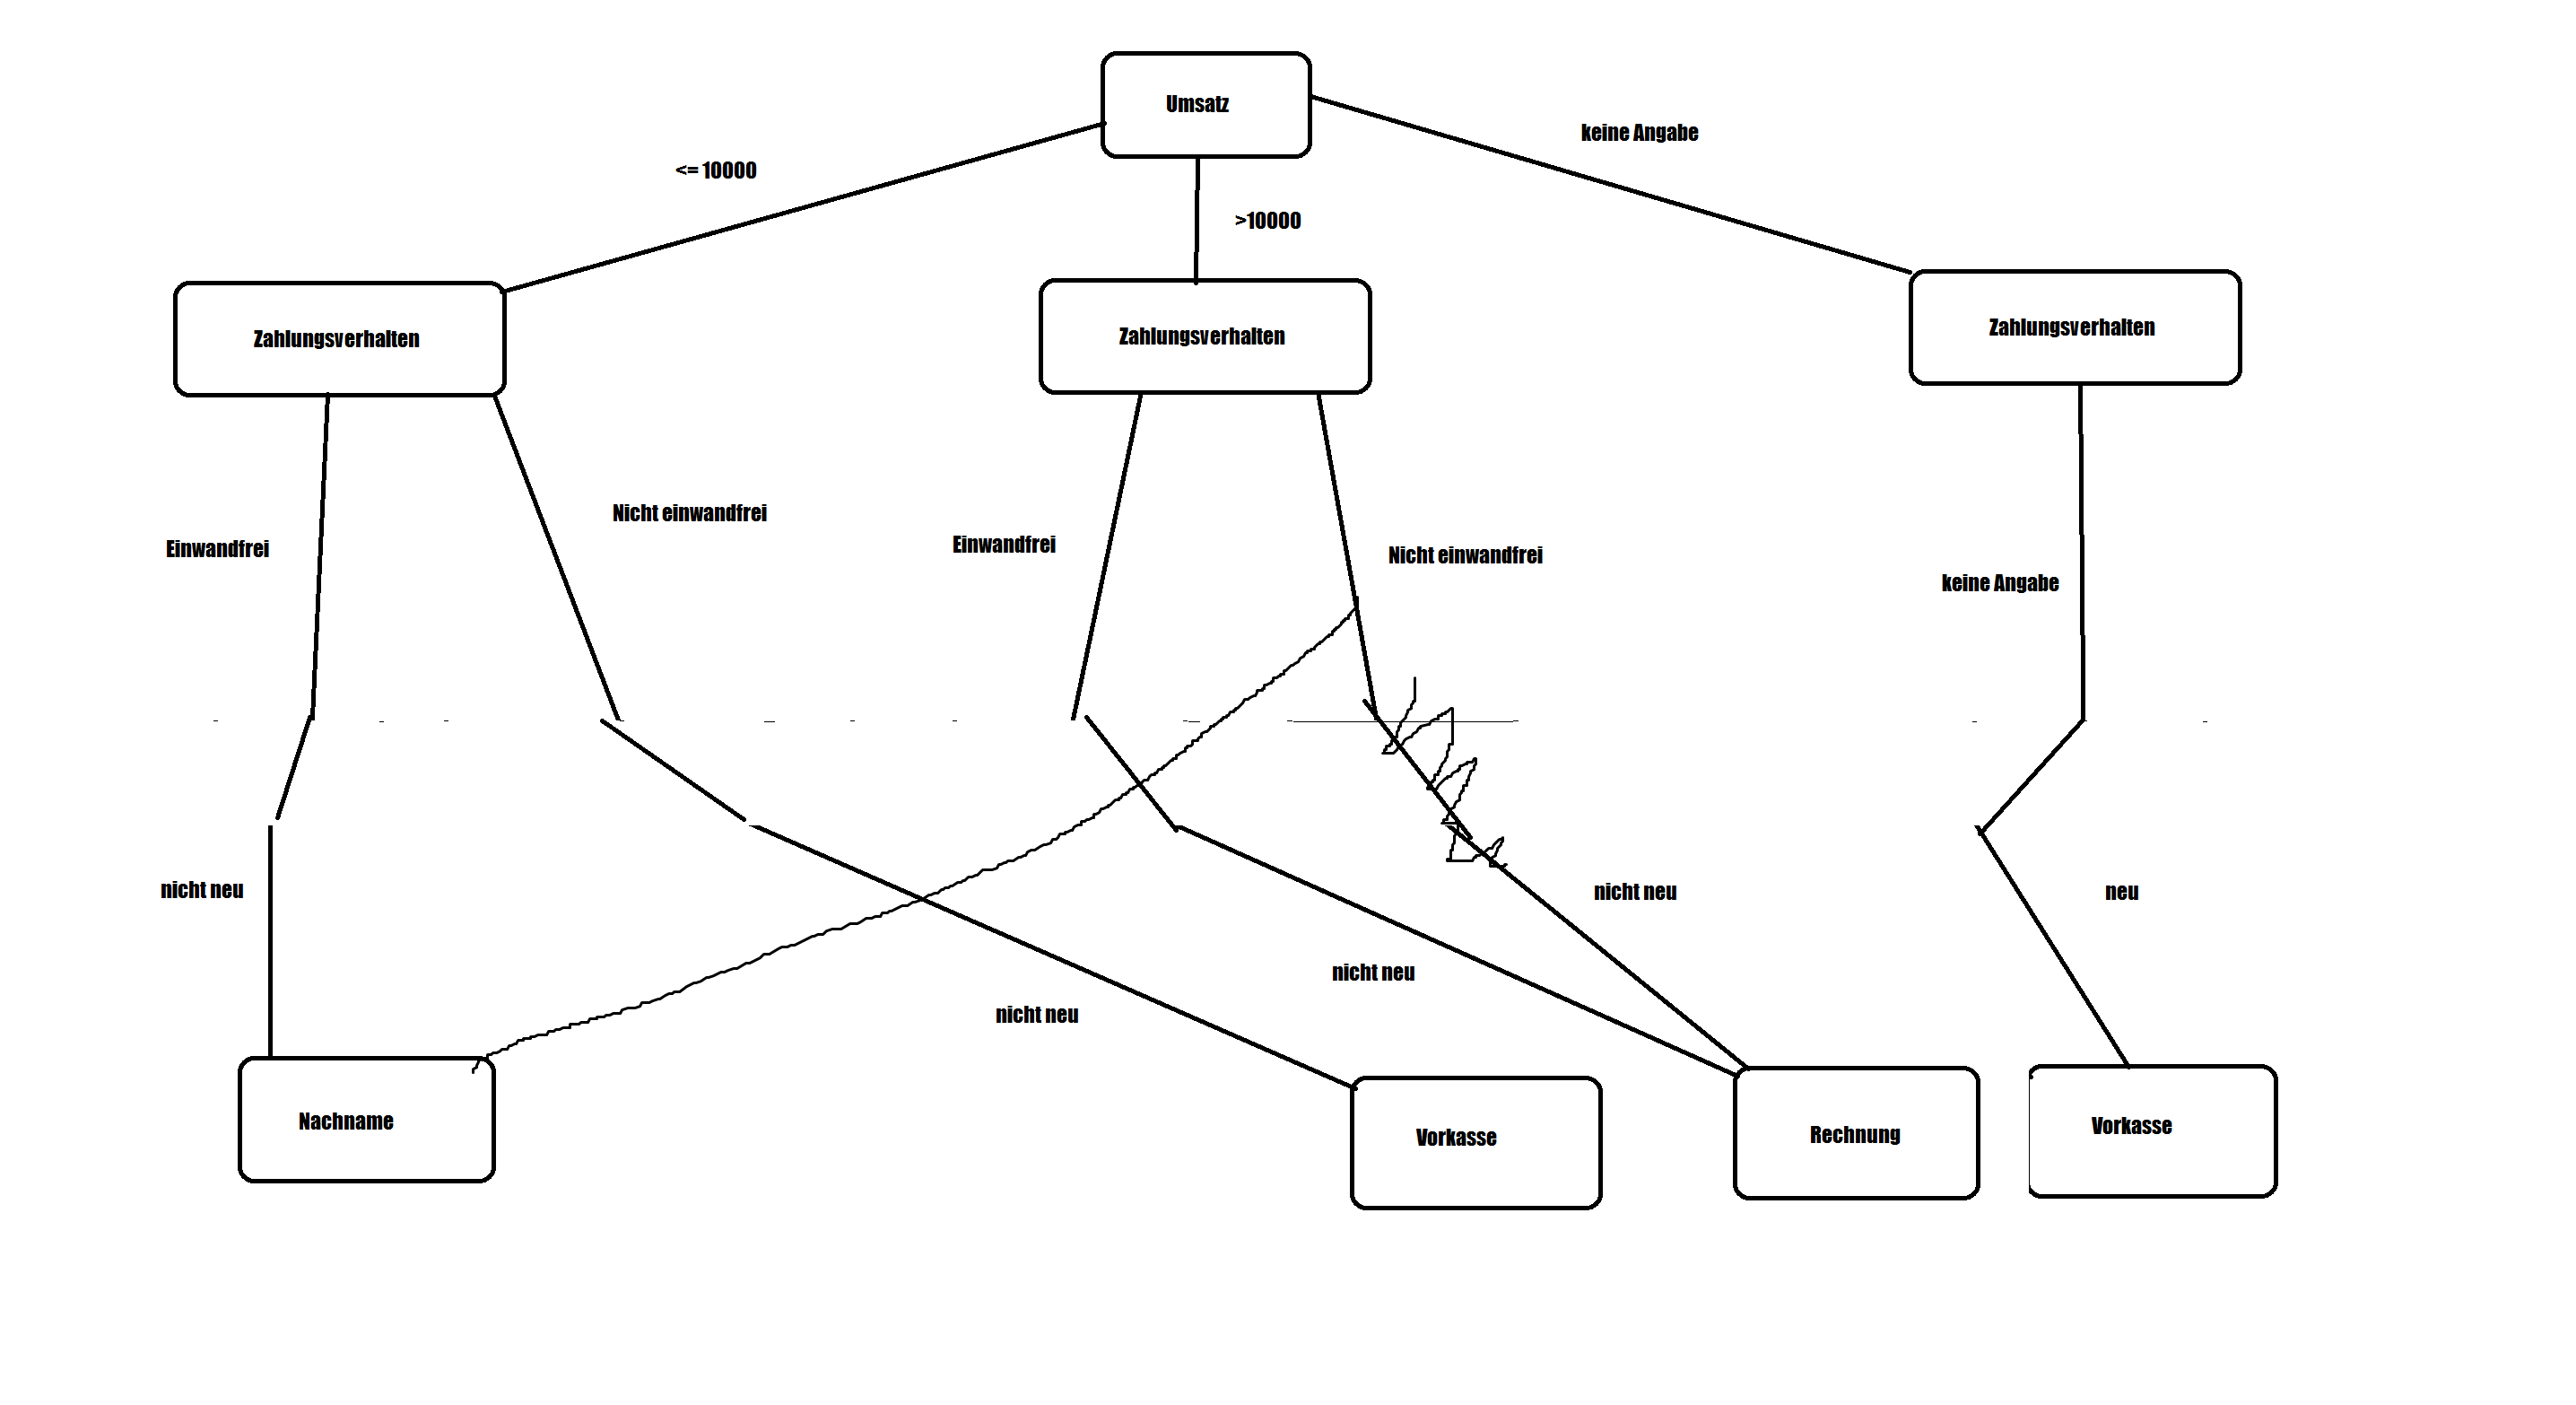 Umsatz
keine Angabe
<= 10000
>10000
Zahlungsverhalten
Zahlungsverhalten
Zahlungsverhalten
Einwandfrei
Nicht einwandfrei
Einwandfrei
Nicht einwandfrei
keine Angabe
nicht neu
nicht neu
nicht neu
nicht neu
neu
Nachname
Vorkasse
Rechnung
Vorkasse